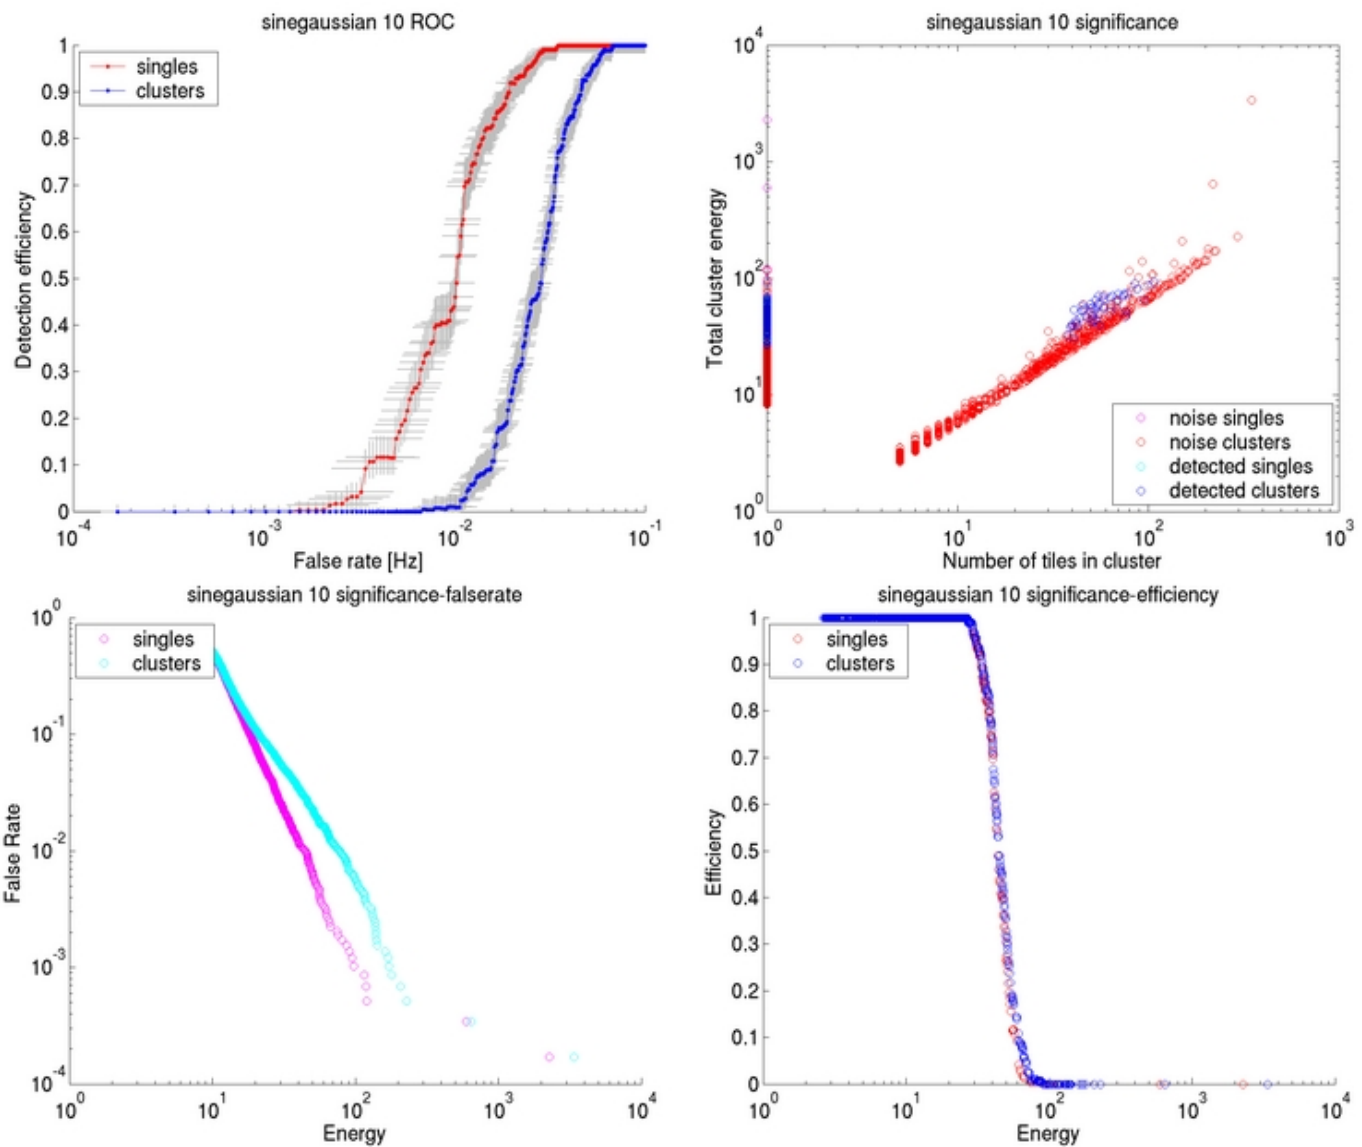 sinegaussian 10 ROC
1
0.9
0.8
0.7
0.6
0.5
0.4
0.3
0.2
0.1
0
Detection efficiency
singles
clusters
10^-4
10^-3
10^-2
10^-1
False rate [Hz]
sinegaussian 10 significance
10^4
10^3
10^2
10^1
10^0
Total cluster energy
noise singles
noise clusters
detected singles
detected clusters
10^0
10^1
10^2
10^3
Number of tiles in cluster
sinegaussian 10 significance-falserate
10^0
10^-1
10^-2
10^-3
10^-4
False Rate
singles
clusters
10^0
10^1
10^2
10^3
10^4
Energy
sinegaussian 10 significance-efficiency
1
0.9
0.8
0.7
0.6
0.5
0.4
0.3
0.2
0.1
0
Efficiency
singles
clusters
10^0
10^1
10^2
10^3
10^4
Energy